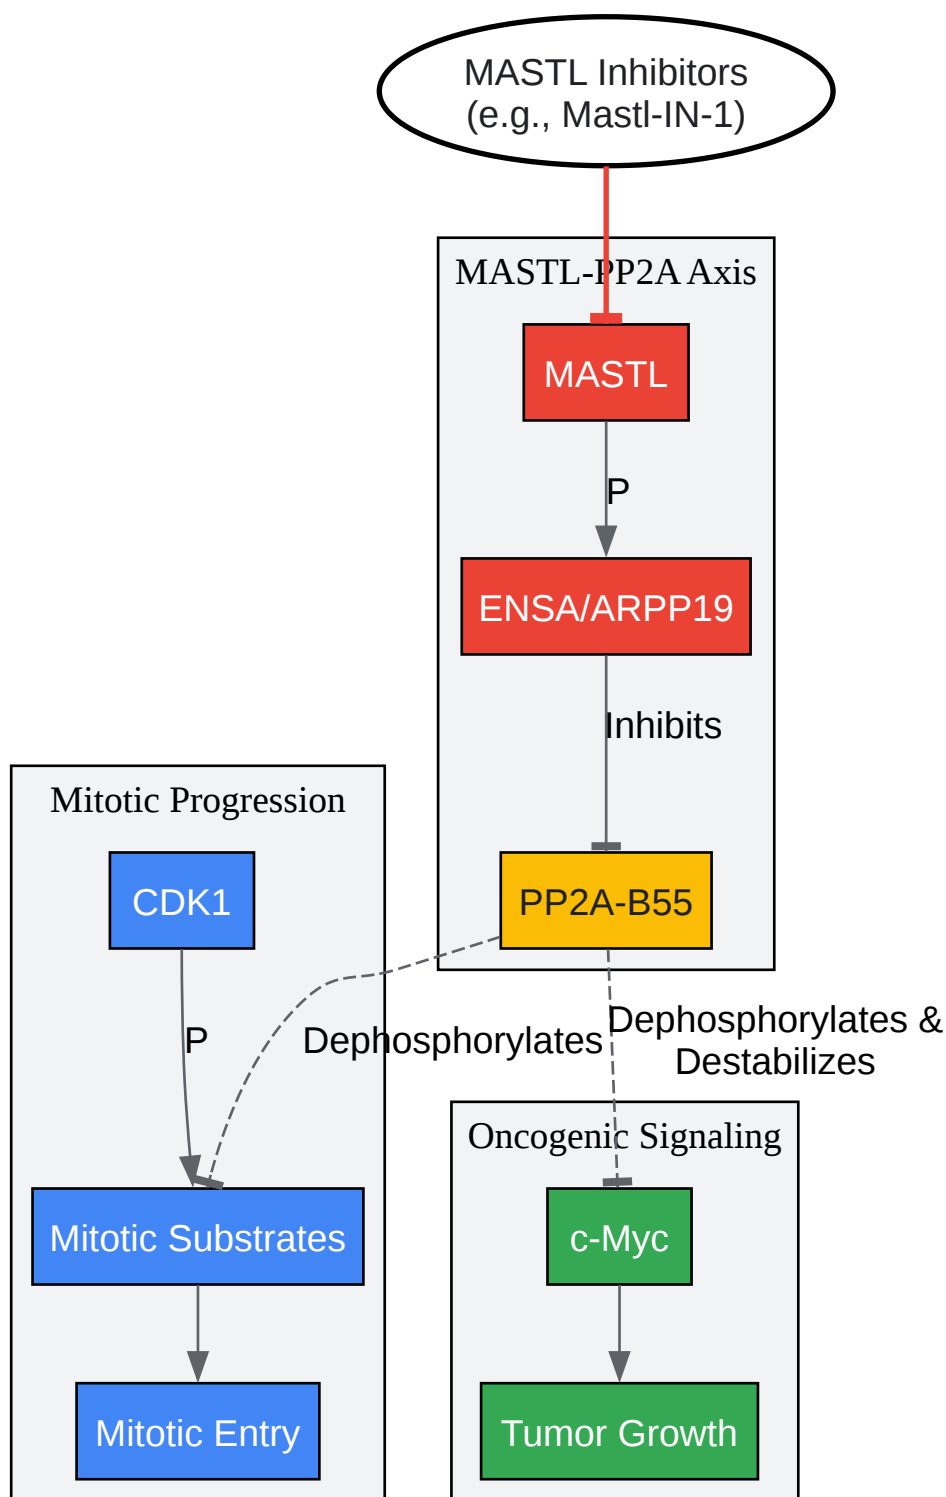 MASTL Inhibitors
(e.g., Mastl-IN-1)
MASTL-PP2A Axis
MASTL
P
ENSA/ARPP19
Inhibits
Mitotic Progression
CDK1
PP2A-B55
P
Dephosphorylates
Dephosphorylates &
Destabilizes
Oncogenic Signaling
Mitotic Substrates
c-Myc
Mitotic Entry
Tumor Growth